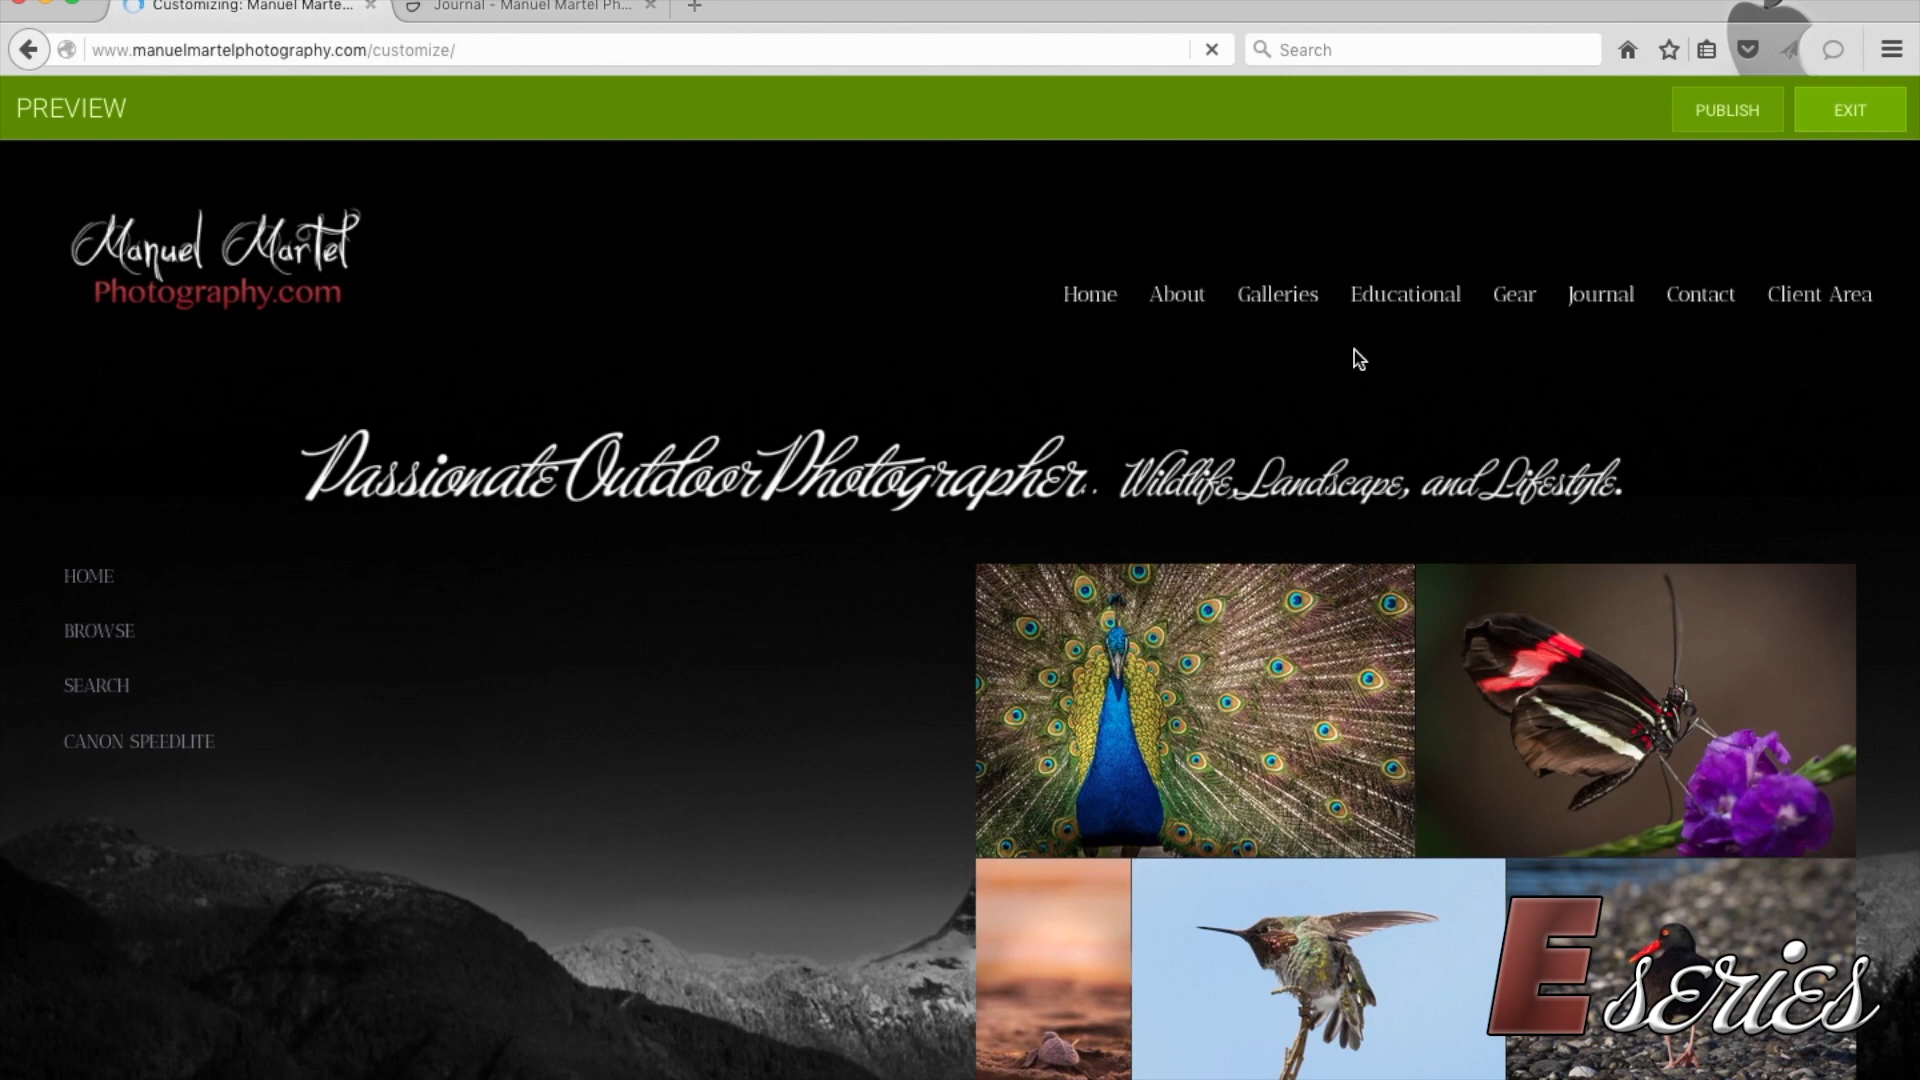 Customizing: Manuel Marte...
Journal - Manuel Martel Ph...
www.manuelmartelphotography.com/customize/
Search
PREVIEW
PUBLISH
EXIT
Manuel Martel
Photography.com
Home
About
Galleries
Educational
Gear
Journal
Contact
Client Area
Passionate Outdoor Photographer. . Wildlife, Landscape, and Lifestyle.
HOME
BROWSE
SEARCH
CANON SPEEDLITE
E series